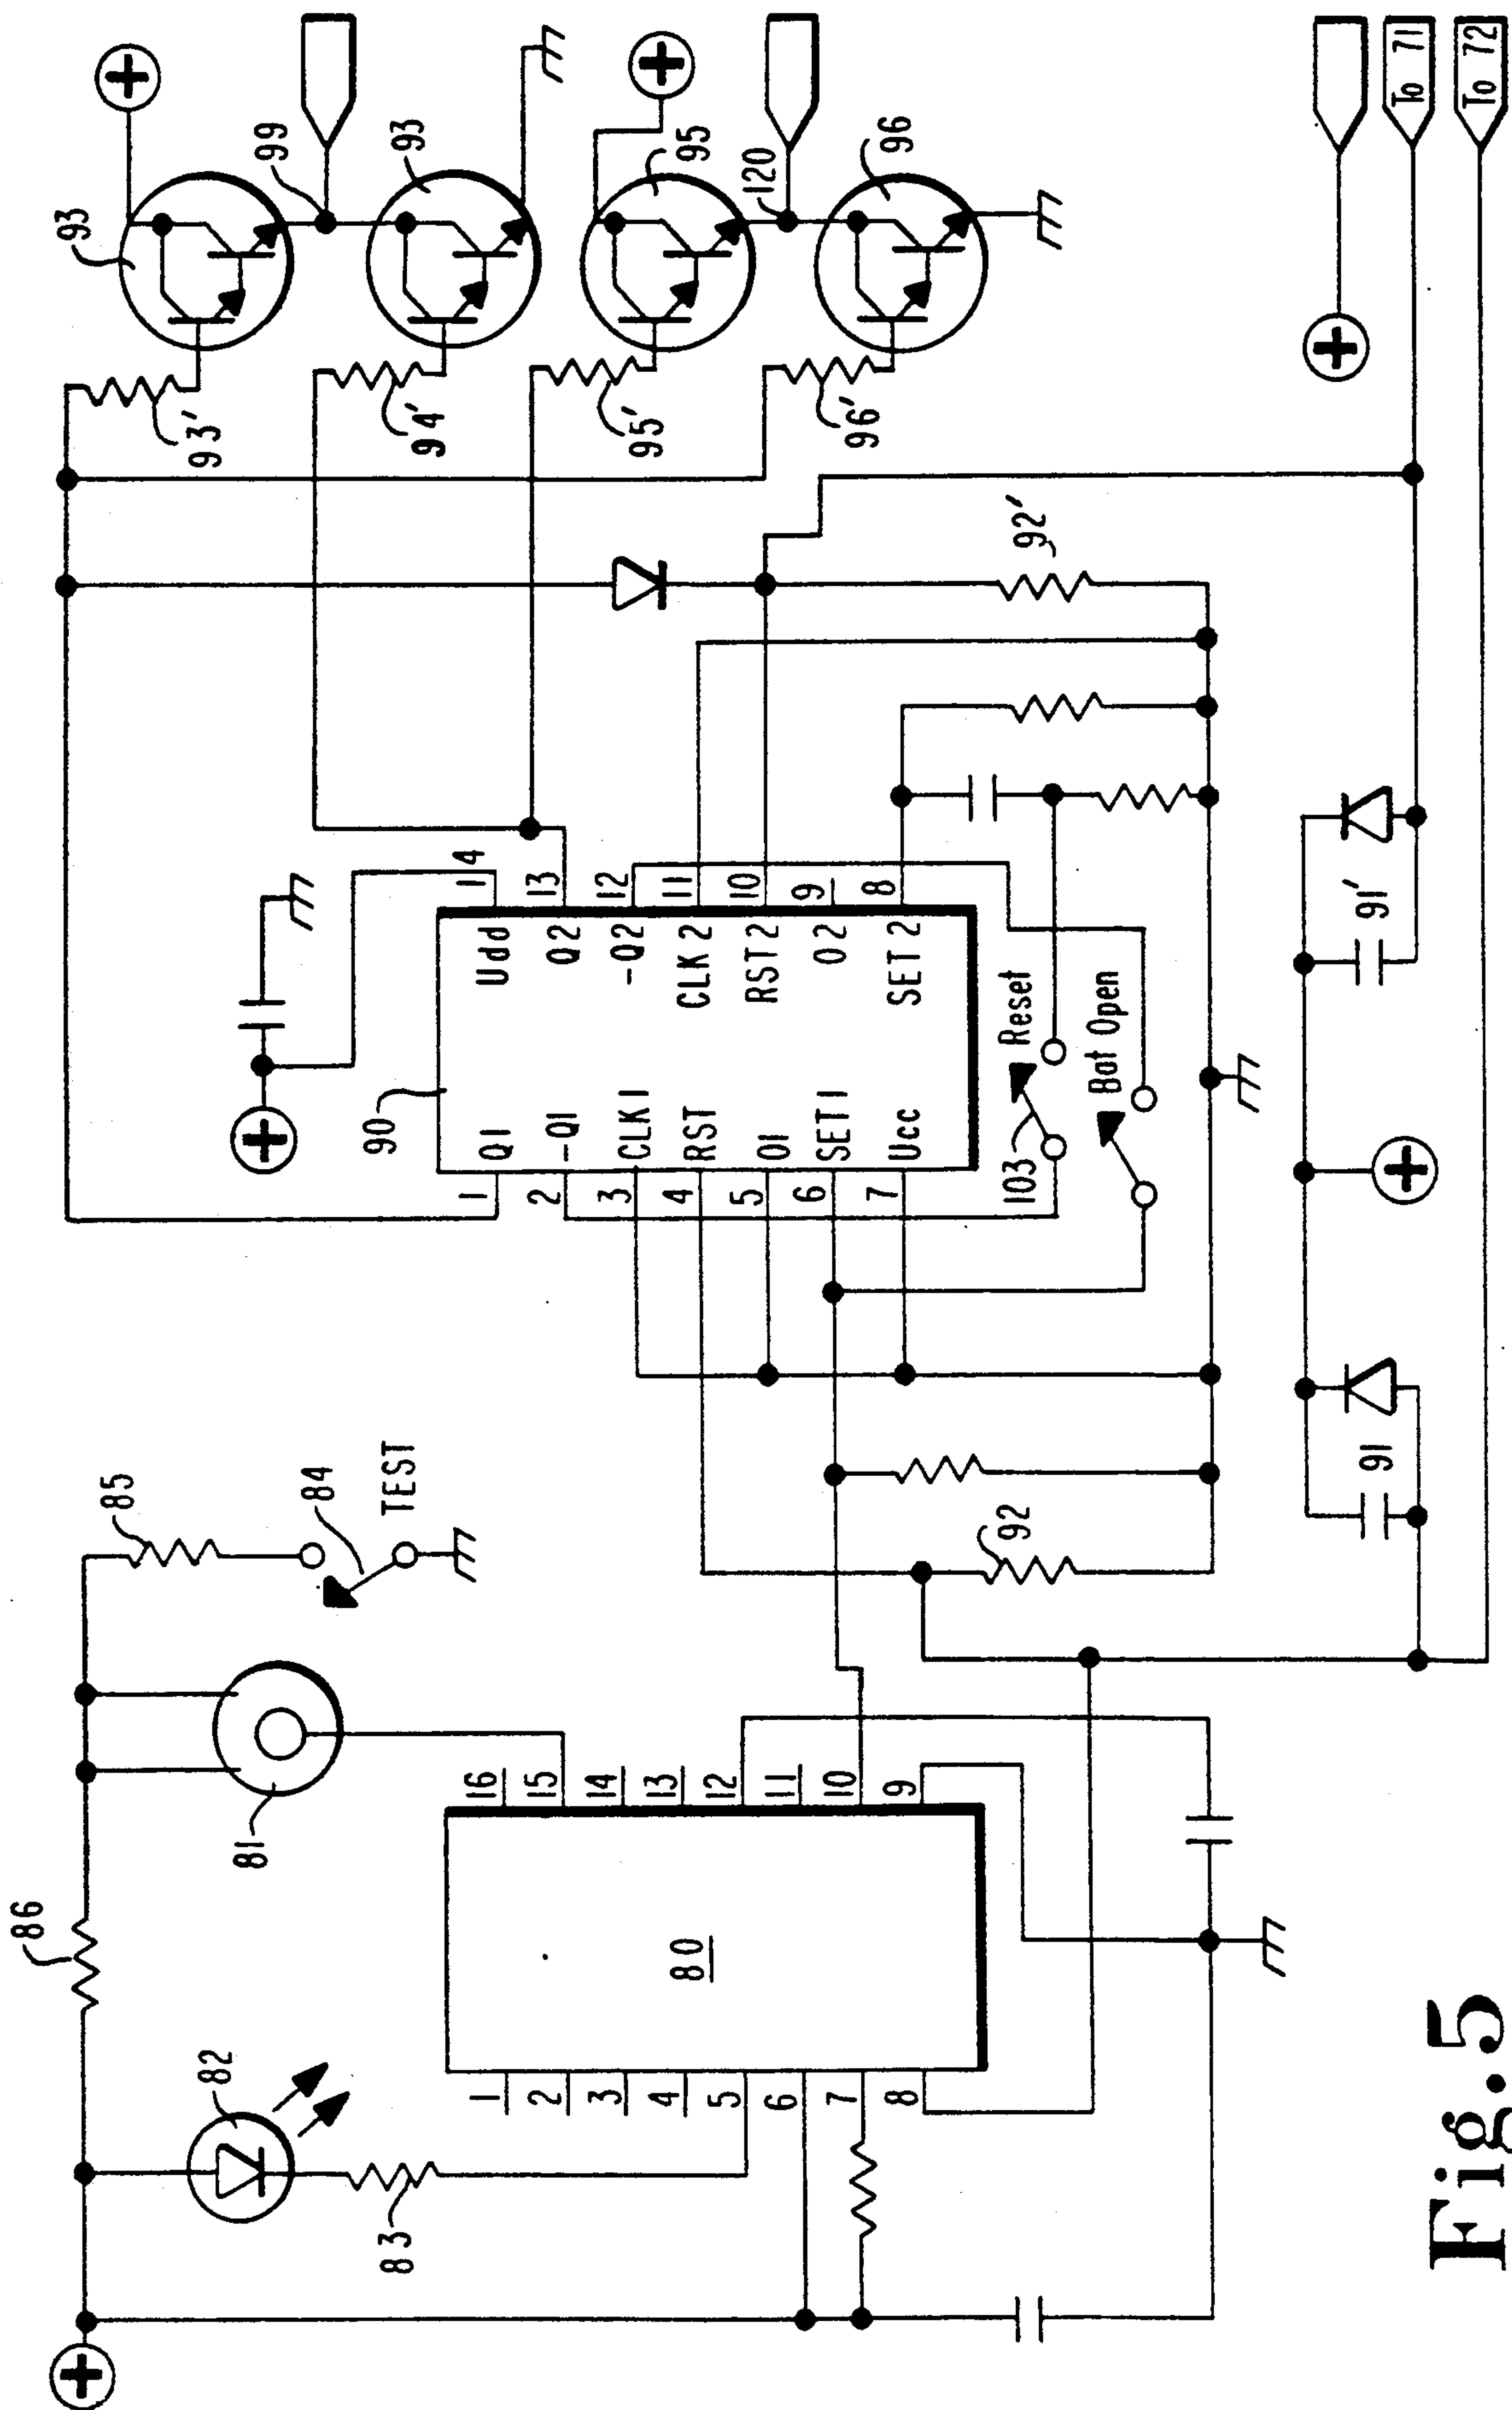 86
85
84
TEST
81
82
83
80
1
2
3
4
5
6
7
8
16
15
14
13
12
11
10
9
90
1
2
3
4
5
6
7
Q1
-Q1
CLK1
RST
O1
SET1
Ucc
Udd
Q2
-Q2
CLK2
RST2
O2
SET2
14
13
12
11
10
9
8
103
Reset
Bat Open
92
92'
91
91'
93'
94'
95'
96'
93
99
93
95
120
96
To 71
To 72
Fig.5